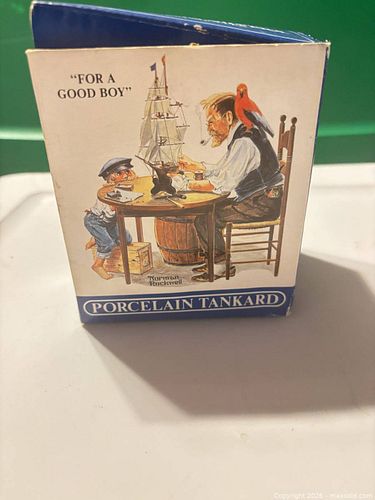 "FOR A
GOOD BOY"
Norman
Rockwell
PORCELAIN TANKARD